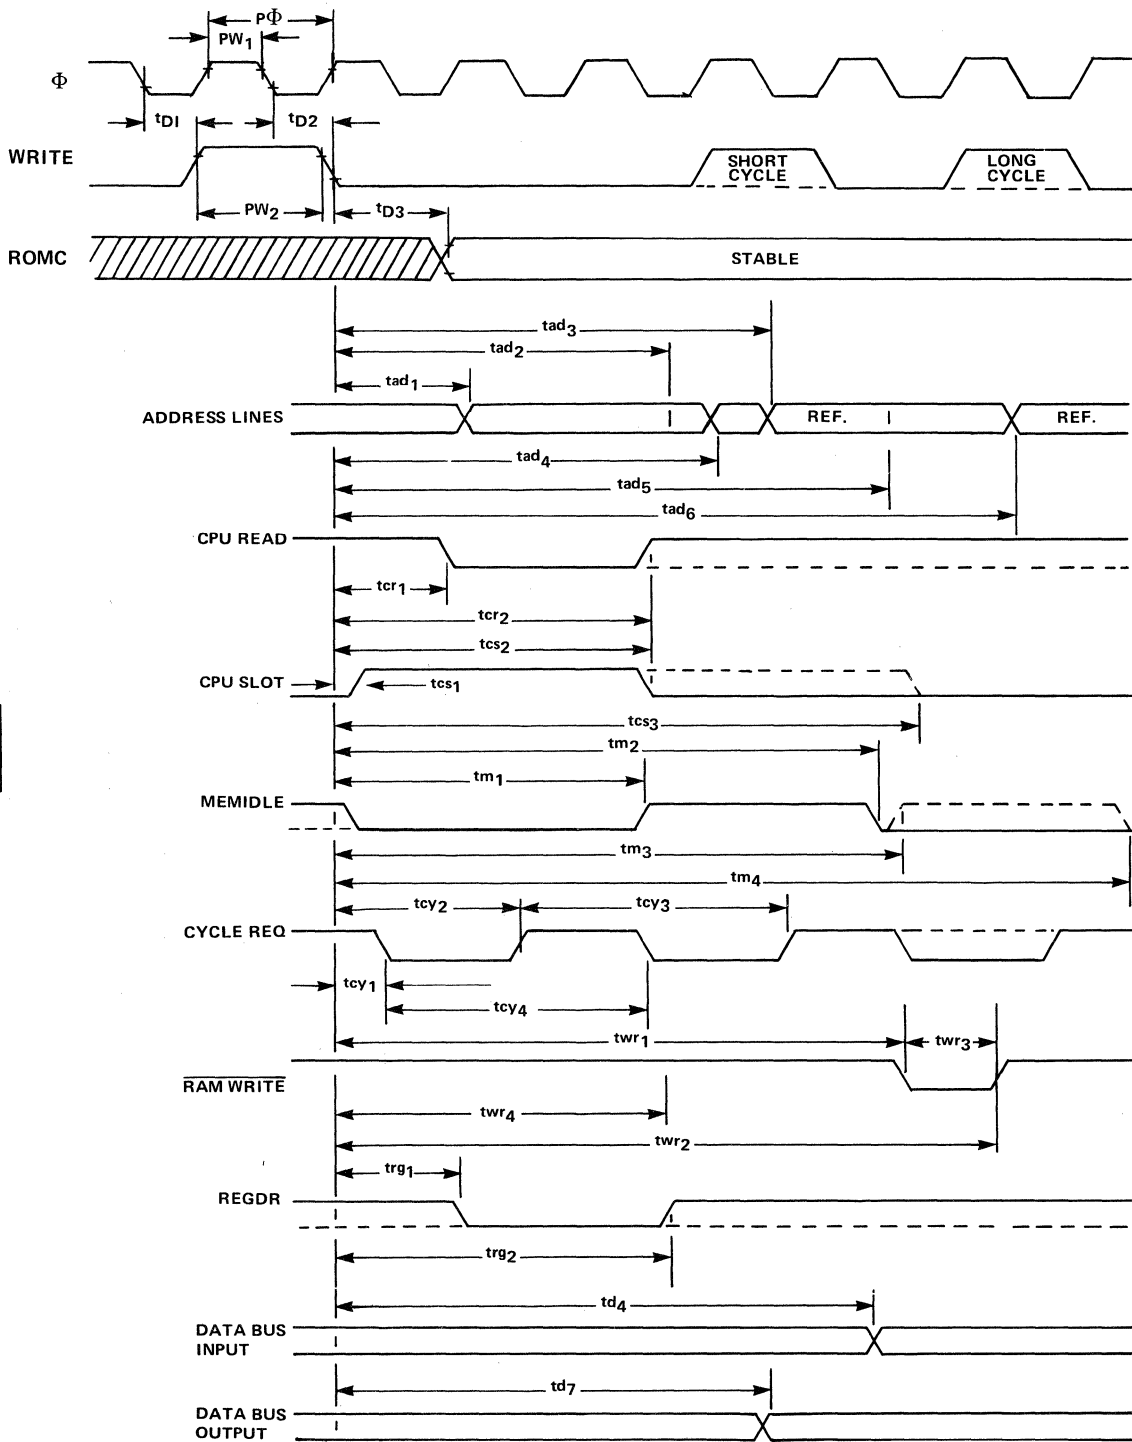 PΦ
PW1
Φ
tD1
tD2
WRITE
SHORT
CYCLE
LONG
CYCLE
PW2
tD3
ROMC
STABLE
tad3
tad2
tad1
ADDRESS LINES
REF.
REF.
tad4
tad5
tad6
CPU READ
tcr1
tcr2
tcs2
CPU SLOT
tcs1
tcs3
tm2
tm1
MEMIDLE
tm3
tm4
tcy2
tcy3
CYCLE REQ
tcy1
tcy4
twr1
twr3
RAM WRITE
twr4
twr2
trg1
REGDR
trg2
td4
DATA BUS
INPUT
td7
DATA BUS
OUTPUT